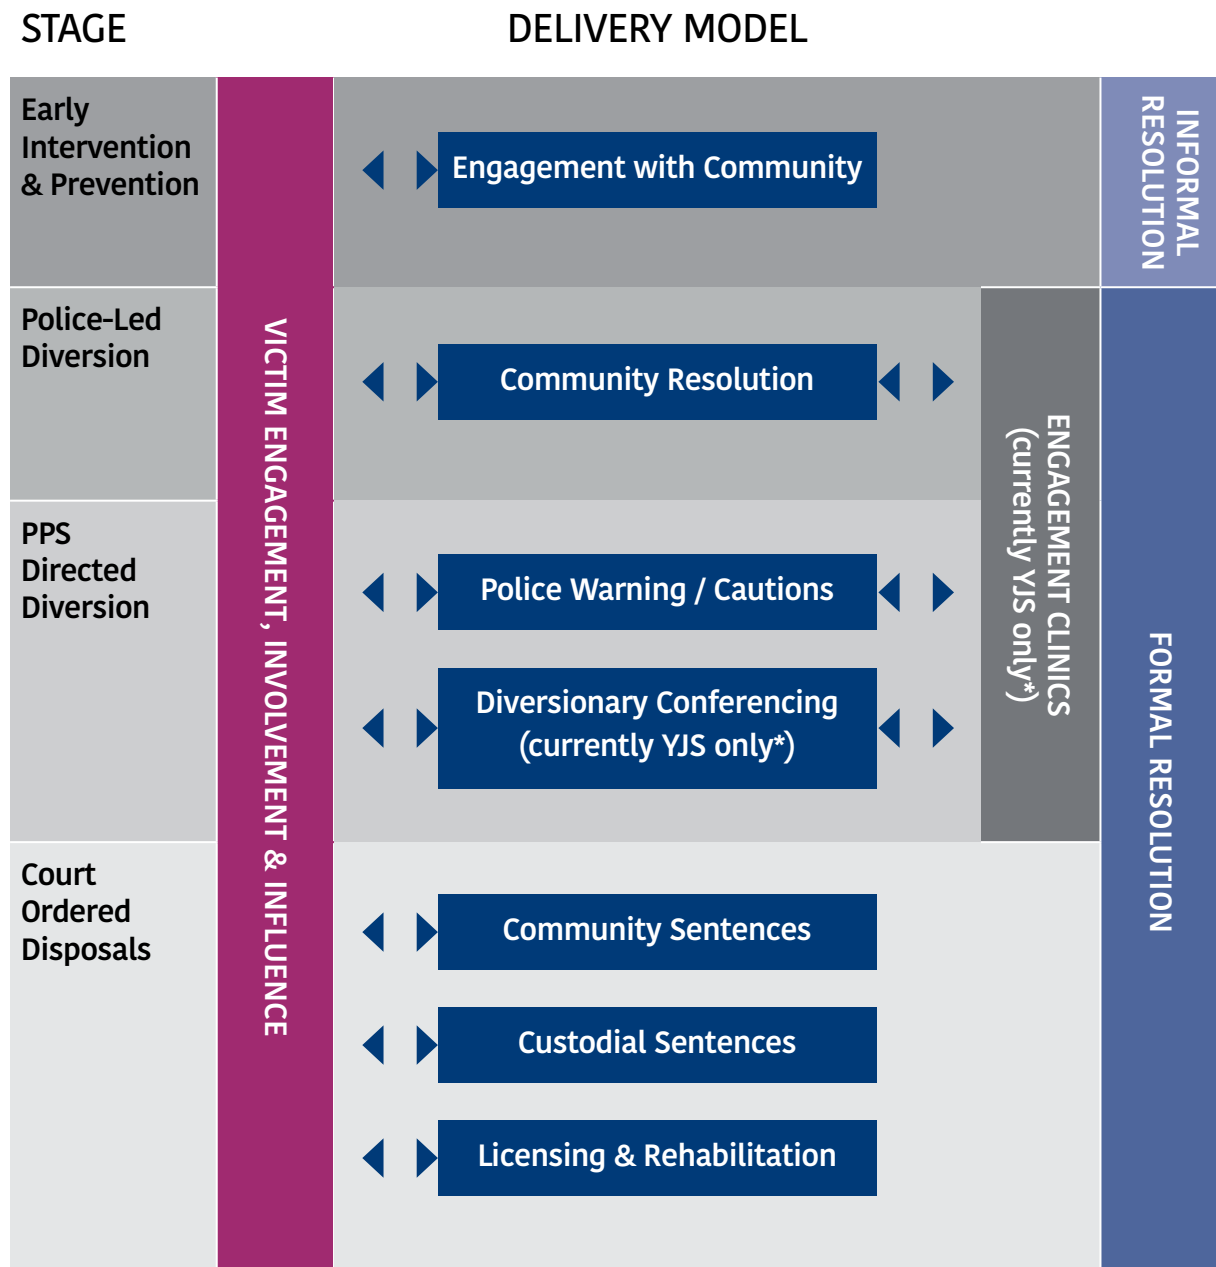 STAGE
DELIVERY MODEL
Early
Intervention
& Prevention
Engagement with Community
INFORMAL
RESOLUTION
Police-Led
Diversion
Community Resolution
VICTIM ENGAGEMENT, INVOLVEMENT & INFLUENCE
ENGAGEMENT CLINICS
(currently YJS only*)
FORMAL RESOLUTION
PPS
Directed
Diversion
Police Warning / Cautions
Diversionary Conferencing
(currently YJS only*)
Court
Ordered
Disposals
Community Sentences
Custodial Sentences
Licensing & Rehabilitation